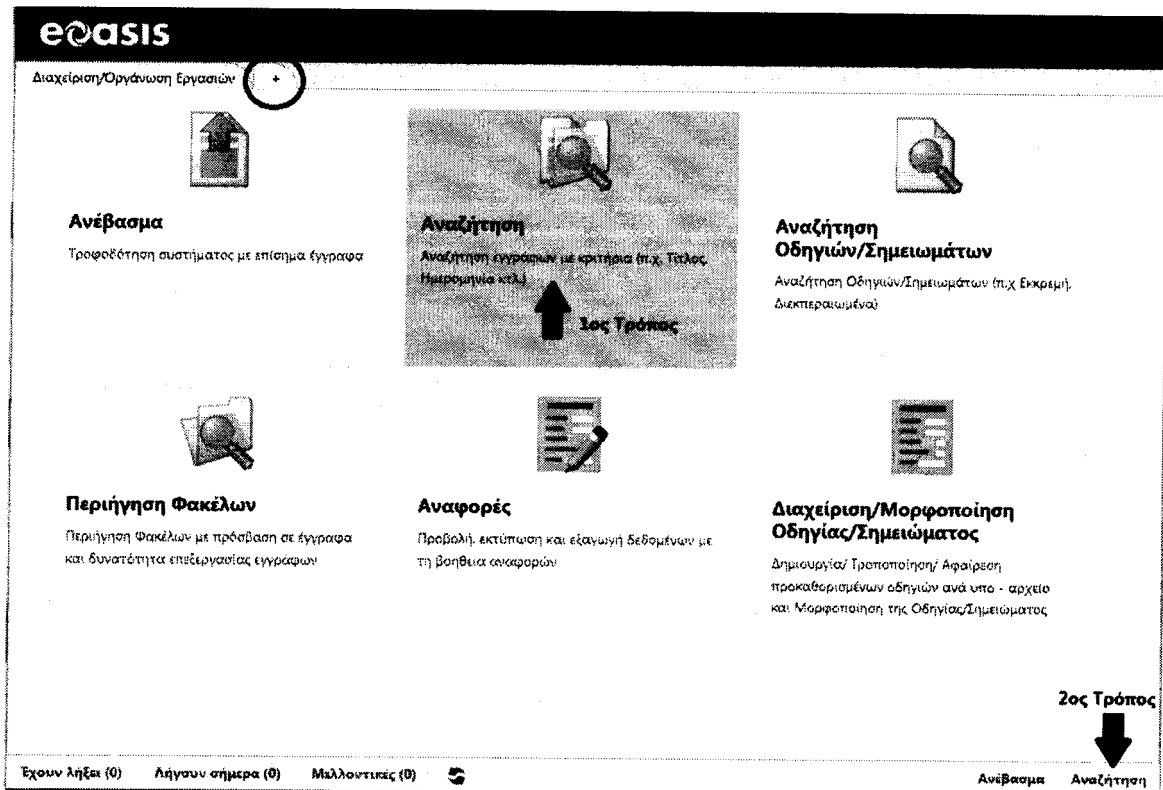 eoasis
Διαχείριση/Οργάνωση Εργασιών +
Ανέβασμα
Τροφοδότηση συστήματος με επίσημα έγγραφα
Αναζήτηση
Αναζήτηση εγγράφων με κριτήρια (π.χ. Τίτλος,
Ημερομηνία κτλ.)
1ος Τρόπος
Αναζήτηση
Οδηγιών/Σημειωμάτων
Αναζήτηση Οδηγιών/Σημειωμάτων (π.χ Εκκρεμή,
Διεκπεραιωμένα)
Περιήγηση Φακέλων
Περιήγηση Φακέλων με πρόσβαση σε έγγραφα
και δυνατότητα επεξεργασίας εγγράφων
Αναφορές
Προβολή, εκτύπωση και εξαγωγή δεδομένων με
τη βοήθεια αναφορών
Διαχείριση/Μορφοποίηση
Οδηγίας/Σημειώματος
Δημιουργία/ Τροποποίηση/ Αφαίρεση
προκαθορισμένων οδηγιών ανά υπο - αρχείο
και Μορφοποίηση της Οδηγίας/Σημειώματος
2ος Τρόπος
Έχουν λήξει (0) Λήγουν σήμερα (0) Μελλοντικές (0)
Ανέβασμα Αναζήτηση